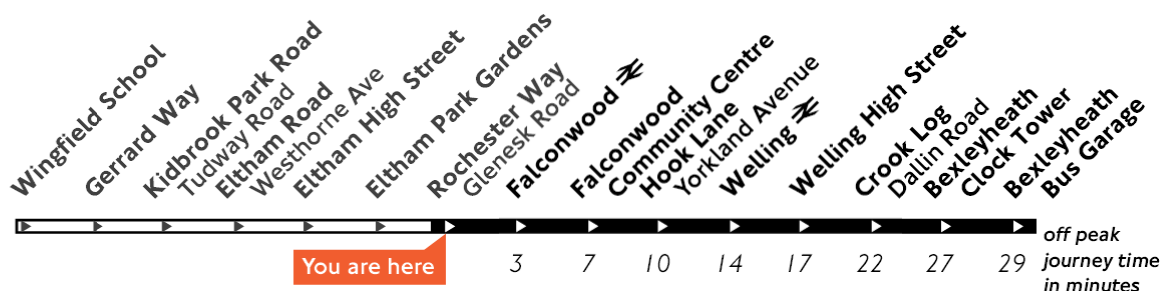 Wingfield School
Gerrard Way
Kidbrook Park Road
Tudway Road
Eltham Road
Westhorne Ave
Eltham High Street
Eltham Park Gardens
Rochester Way
Glenesk Road
Falconwood
Falconwood
Community Centre
Hook Lane
Yorkland Avenue
Welling
Welling High Street
Crook Log
Dallin Road
Bexleyheath
Clock Tower
Bexleyheath
Bus Garage
You are here
3 7 10 14 17 22 27 29
off peak
journey time
in minutes